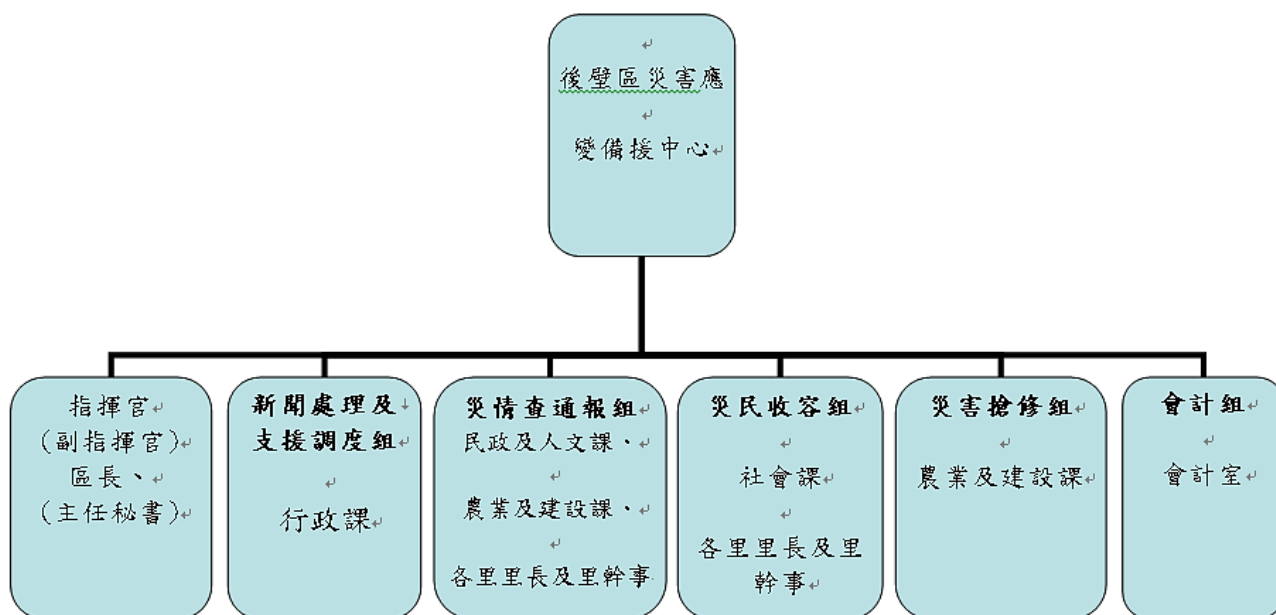 後壁區災害應
變備援中心
指揮官
(副指揮官)
區長、
(主任秘書)
新聞處理及
支援調度組
行政課
災情查通報組
民政及人文課、
農業及建設課、
各里里長及里幹事
災民收容組
社會課
各里里長及里
幹事
災害搶修組
農業及建設課
會計組
會計室